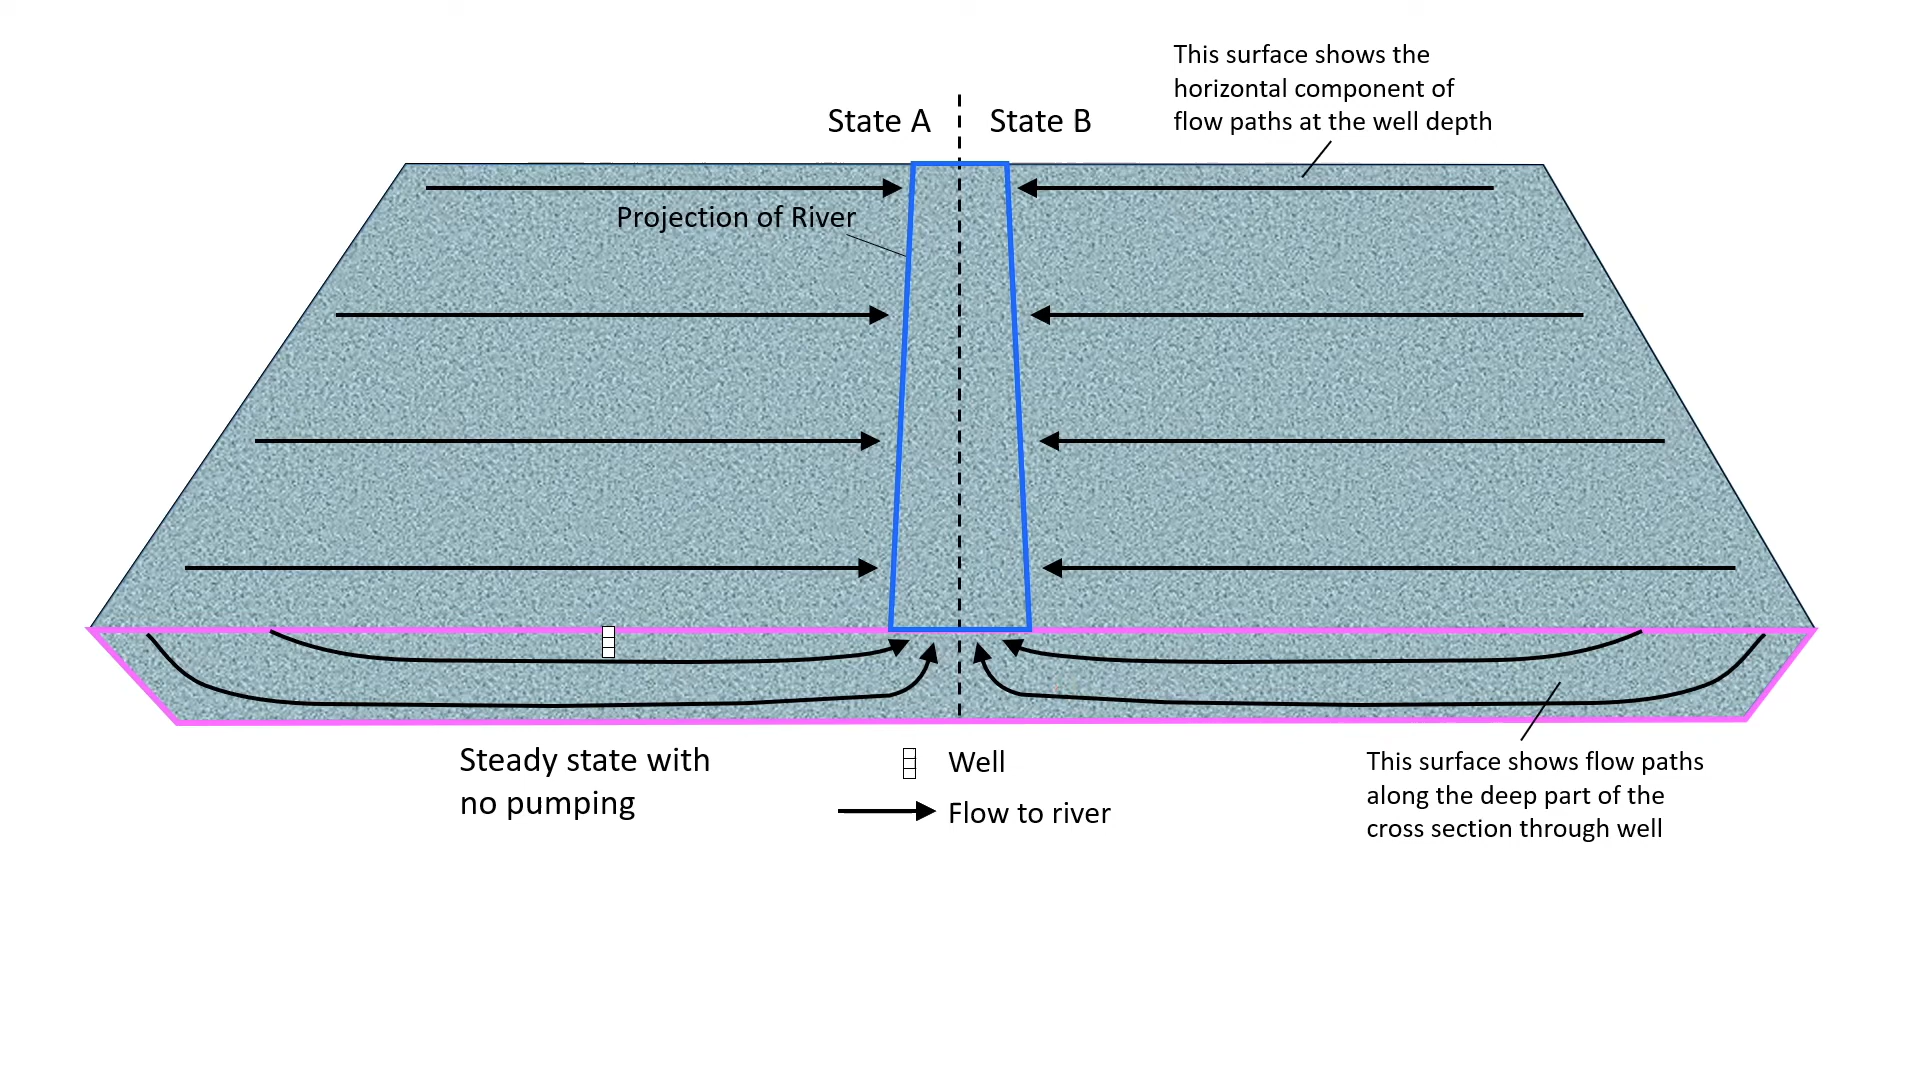 This surface shows the
horizontal component of
flow paths at the well depth
State A
State B
Projection of River
Steady state with
no pumping
Well
Flow to river
This surface shows flow paths
along the deep part of the
cross section through well